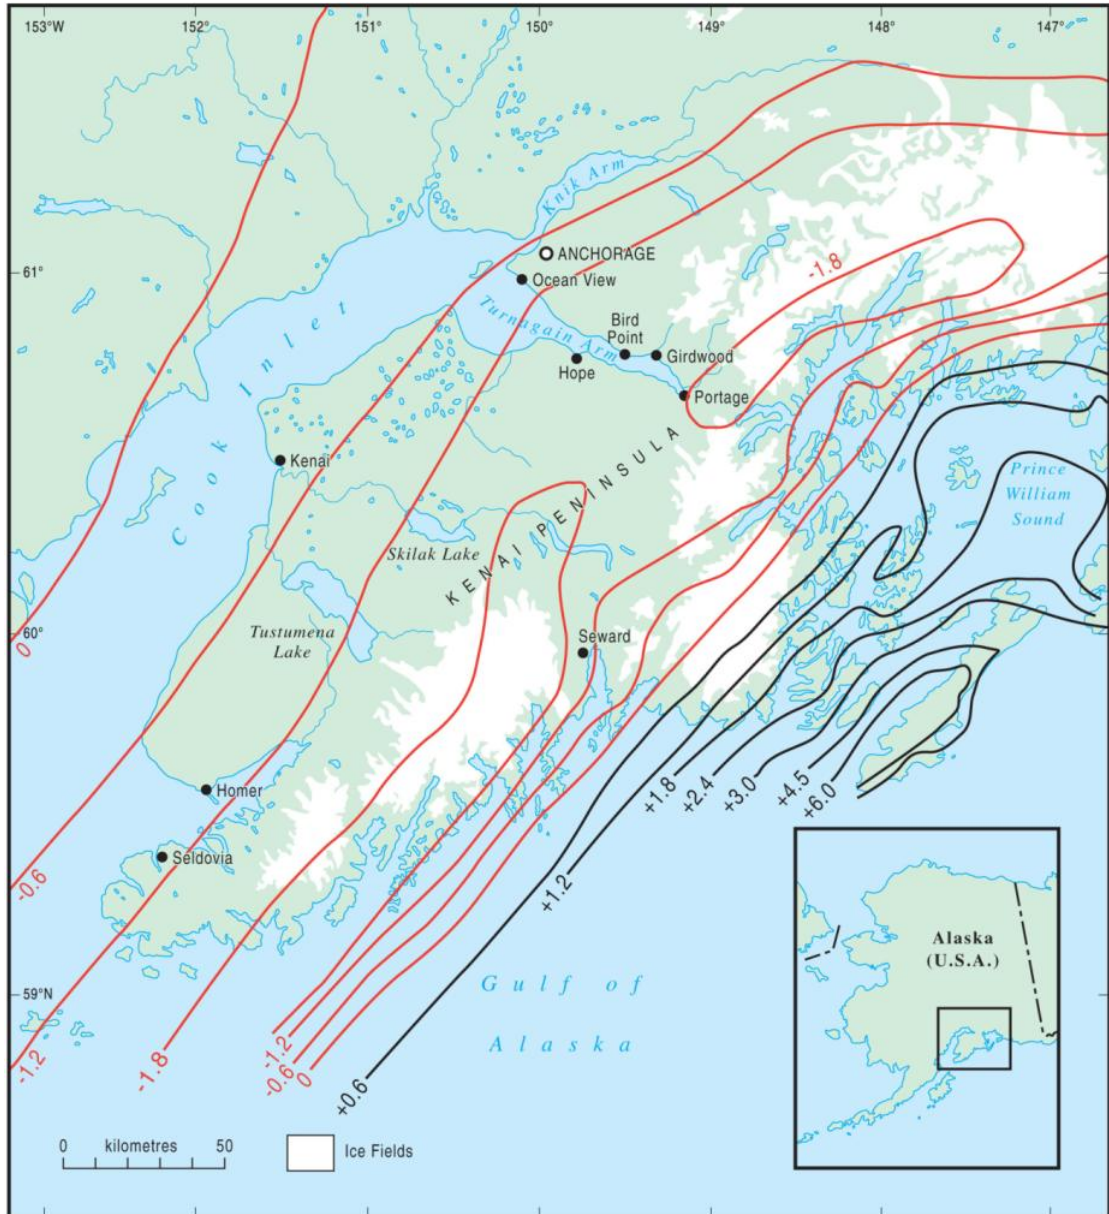 153°W
152°
151°
150°
149°
148°
147°
Knik Arm
ANCHORAGE
61°
Ocean View
-1.8
Cook Inlet
Turnagain Arm
Bird
Point
Girdwood
Hope
Portage
Kenai
KENAI PENINSULA
Prince
William
Sound
Skilak Lake
60°
0
Tustumena
Lake
Seward
Homer
+1.8
+2.4
+3.0
+4.5
+6.0
Seldovia
-0.6
+1.2
Alaska
(U.S.A.)
59°N
Gulf of
Alaska
-1.2
-1.8
-1.2
-0.6
0
+0.6
0 kilometres 50
Ice Fields